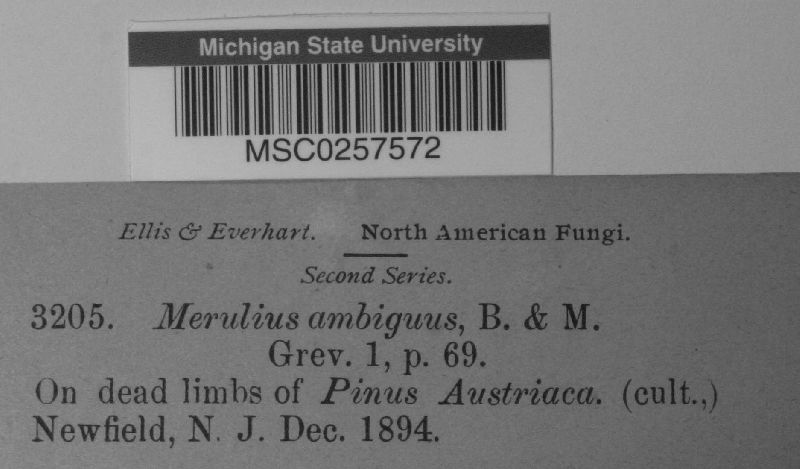 Michigan State University
MSC0257572
Ellis & Everhart. North American Fungi.
Second Series.
3205. Merulius ambiguus, B. & M.
Grev. 1, p. 69.
On dead limbs of Pinus Austriaca. (cult.,)
Newfield, N. J. Dec. 1894.